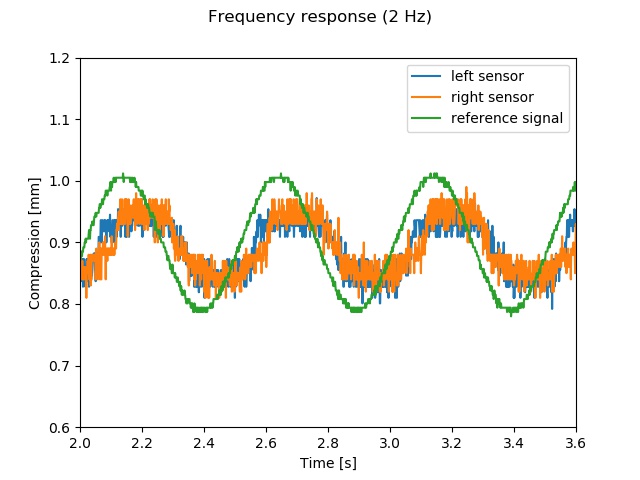 Frequency response (2 Hz)
left sensor
right sensor
reference signal
Compression [mm]
1.2
1.1
1.0
0.9
0.8
0.7
0.6
2.0 2.2 2.4 2.6 2.8 3.0 3.2 3.4 3.6
Time [s]